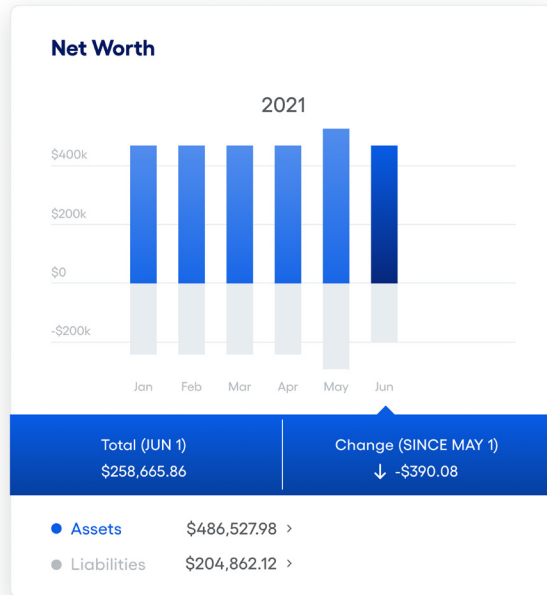 Net Worth
2021
$400k
$200k
$0
-$200k
Jan Feb Mar Apr May Jun
Total (JUN 1) Change (SINCE MAY 1)
$258,665.86 ↓ -$390.08
Assets $486,527.98 >
Liabilities $204,862.12 >